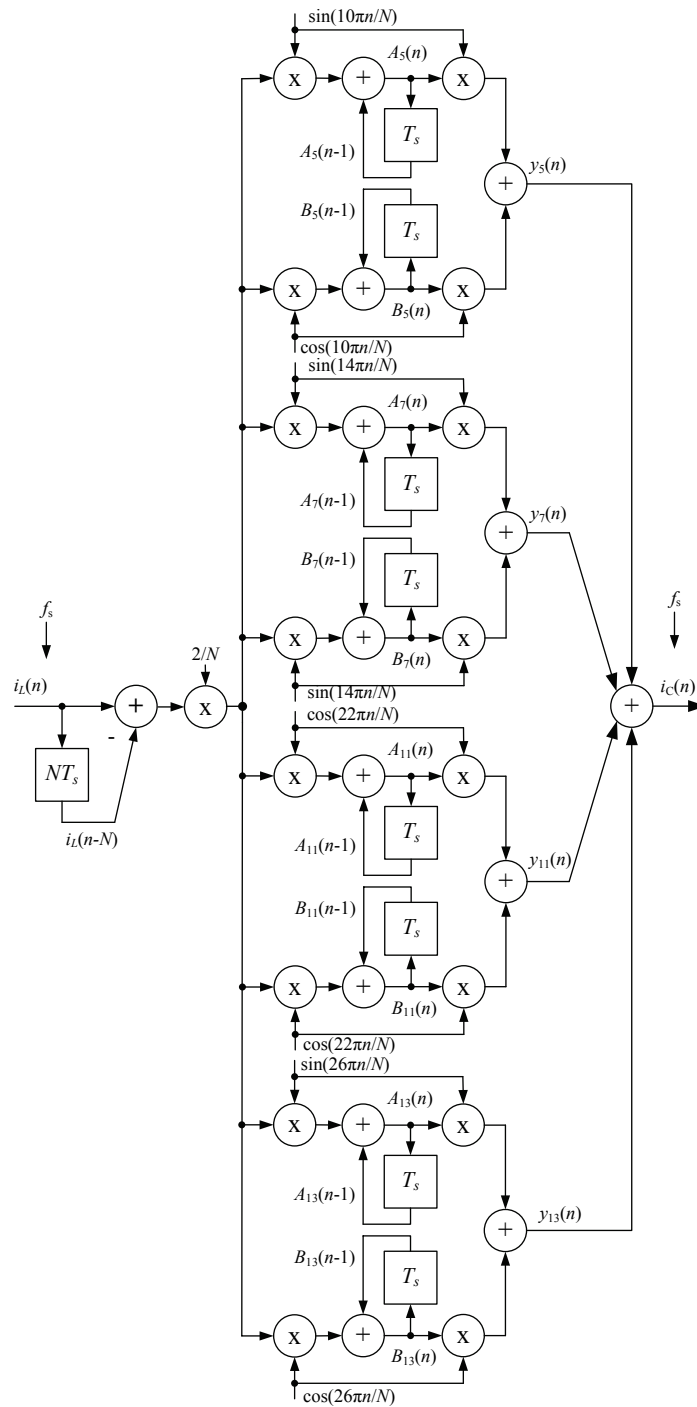 sin(10πn/N)
x
+
A₅(n)
x
Tₛ
A₅(n-1)
y₅(n)
+
B₅(n-1)
Tₛ
x
+
x
B₅(n)
cos(10πn/N)
sin(14πn/N)
x
+
A₇(n)
x
Tₛ
A₇(n-1)
y₇(n)
+
B₇(n-1)
Tₛ
x
+
x
B₇(n)
fₛ
fₛ
2/N
iL(n)
+
-
x
NTₛ
iL(n-N)
+
iC(n)
sin(14πn/N)
cos(22πn/N)
x
+
A₁₁(n)
x
Tₛ
A₁₁(n-1)
y₁₁(n)
+
B₁₁(n-1)
Tₛ
x
+
x
B₁₁(n)
cos(22πn/N)
sin(26πn/N)
x
+
A₁₃(n)
x
Tₛ
A₁₃(n-1)
y₁₃(n)
+
B₁₃(n-1)
Tₛ
x
+
x
B₁₃(n)
cos(26πn/N)